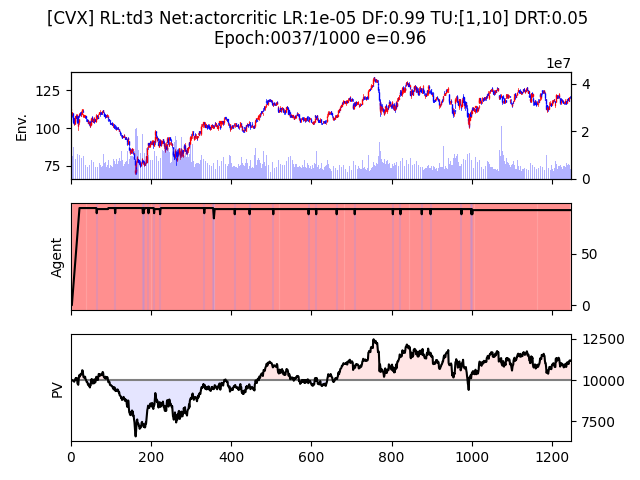 [CVX] RL:td3 Net:actorcritic LR:1e-05 DF:0.99 TU:[1,10] DRT:0.05
Epoch:0037/1000 e=0.96
1e7
125
100
75
Env.
4
2
0
Agent
50
0
PV
12500
10000
7500
0 200 400 600 800 1000 1200